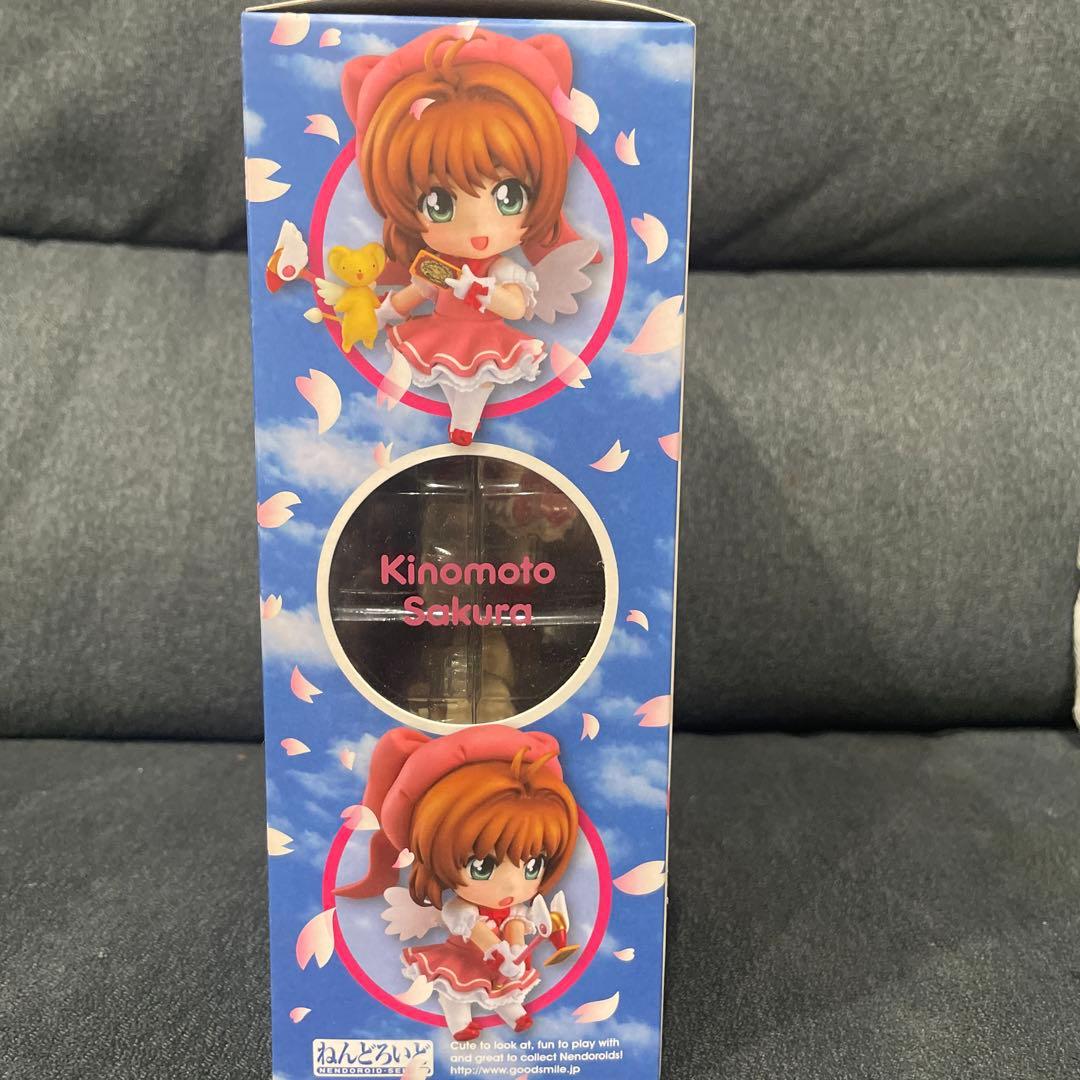 Kinomoto
Sakura
ねんどろいど
NENDOROID-SERIES
Cute to look at, fun to play with
and great to collect Nendoroids!
http://www.goodsmile.jp